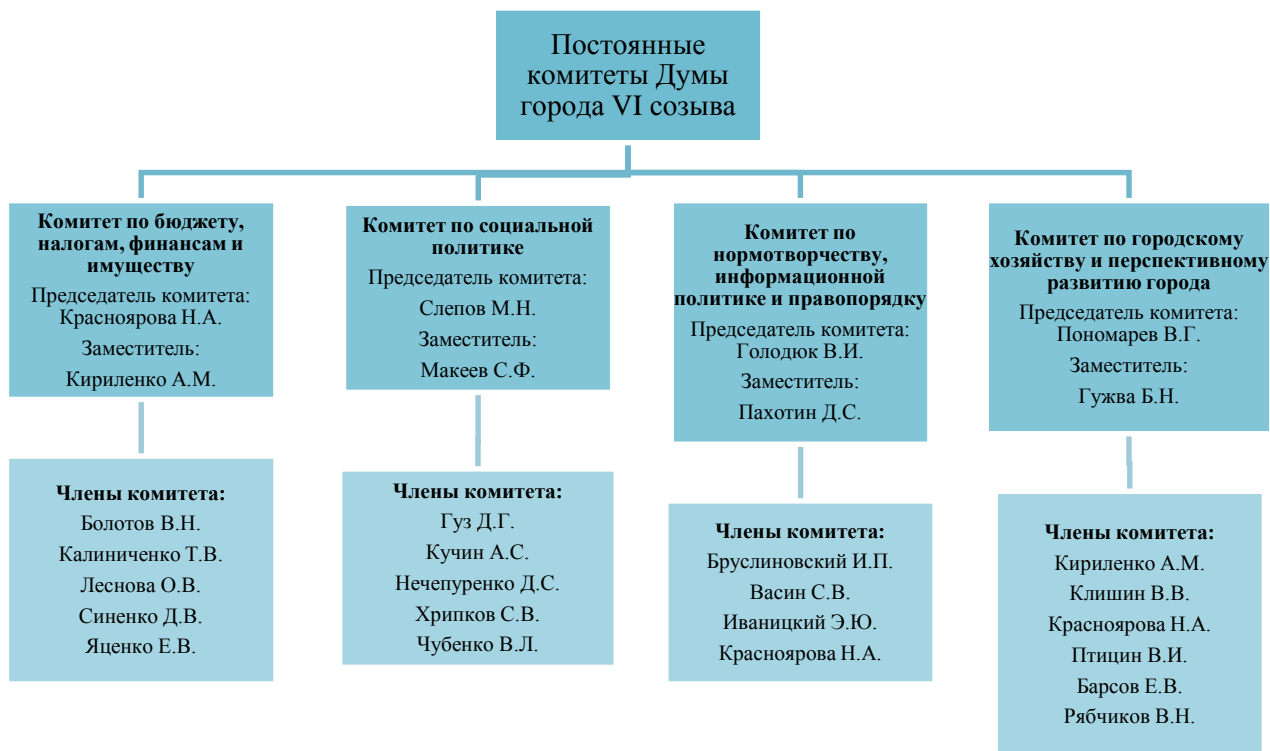 Постоянные
комитеты Думы
города VI созыва
Комитет по бюджету,
налогам, финансам и
имуществу
Председатель комитета:
Красноярова Н.А.
Заместитель:
Кириленко А.М.
Члены комитета:
Болотов В.Н.
Калиниченко Т.В.
Леснова О.В.
Синенко Д.В.
Яценко Е.В.
Комитет по социальной
политике
Председатель комитета:
Слепов М.Н.
Заместитель:
Макеев С.Ф.
Члены комитета:
Гуз Д.Г.
Кучин А.С.
Нечепуренко Д.С.
Хрипков С.В.
Чубенко В.Л.
Комитет по
нормотворчеству,
информационной
политике и правопорядку
Председатель комитета:
Голодюк В.И.
Заместитель:
Пахотин Д.С.
Члены комитета:
Бруслиновский И.П.
Васин С.В.
Иваницкий Э.Ю.
Красноярова Н.А.
Комитет по городскому
хозяйству и перспективному
развитию города
Председатель комитета:
Пономарев В.Г.
Заместитель:
Гужва Б.Н.
Члены комитета:
Кириленко А.М.
Клишин В.В.
Красноярова Н.А.
Птицин В.И.
Барсов Е.В.
Рябчиков В.Н.